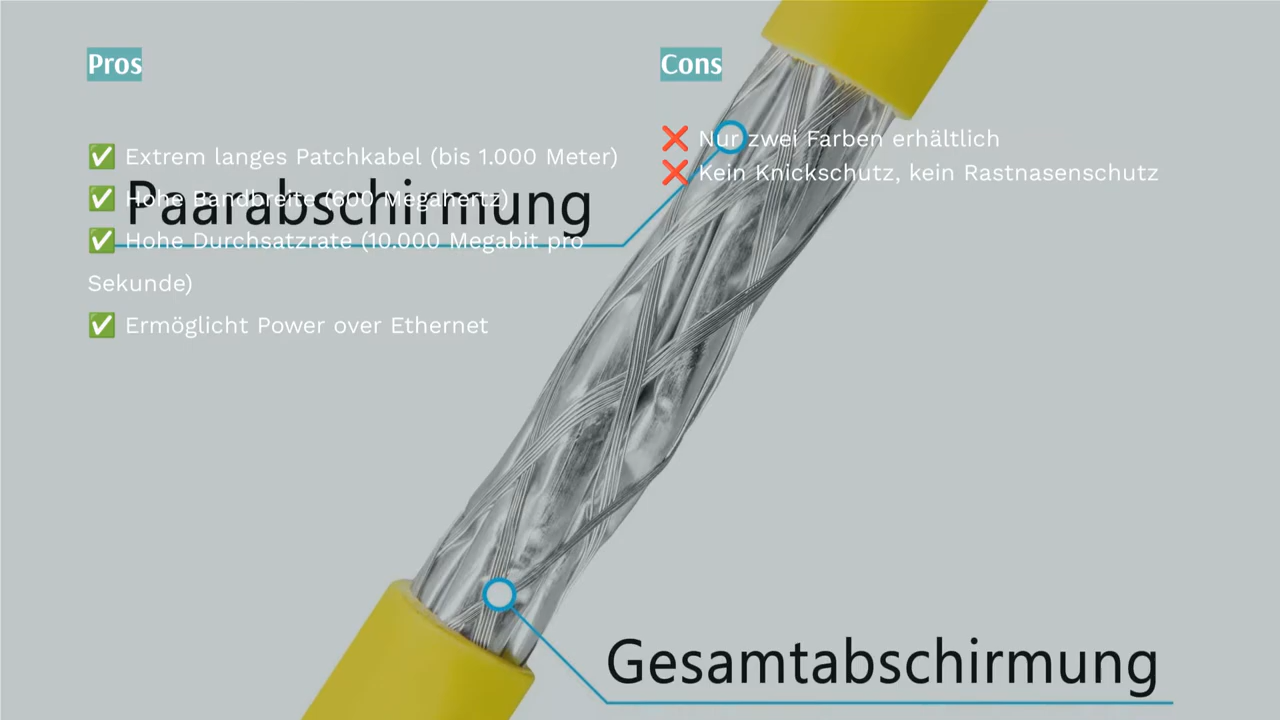 Pros
✅ Extrem langes Patchkabel (bis 1.000 Meter)
✅ Hohe Bandbreite (600 Megahertz)
✅ Hohe Durchsatzrate (10.000 Megabit pro
Sekunde)
✅ Ermöglicht Power over Ethernet
Cons
❌ Nur zwei Farben erhältlich
❌ Kein Knickschutz, kein Rastnasenschutz
Paarabschirmung
Gesamtabschirmung